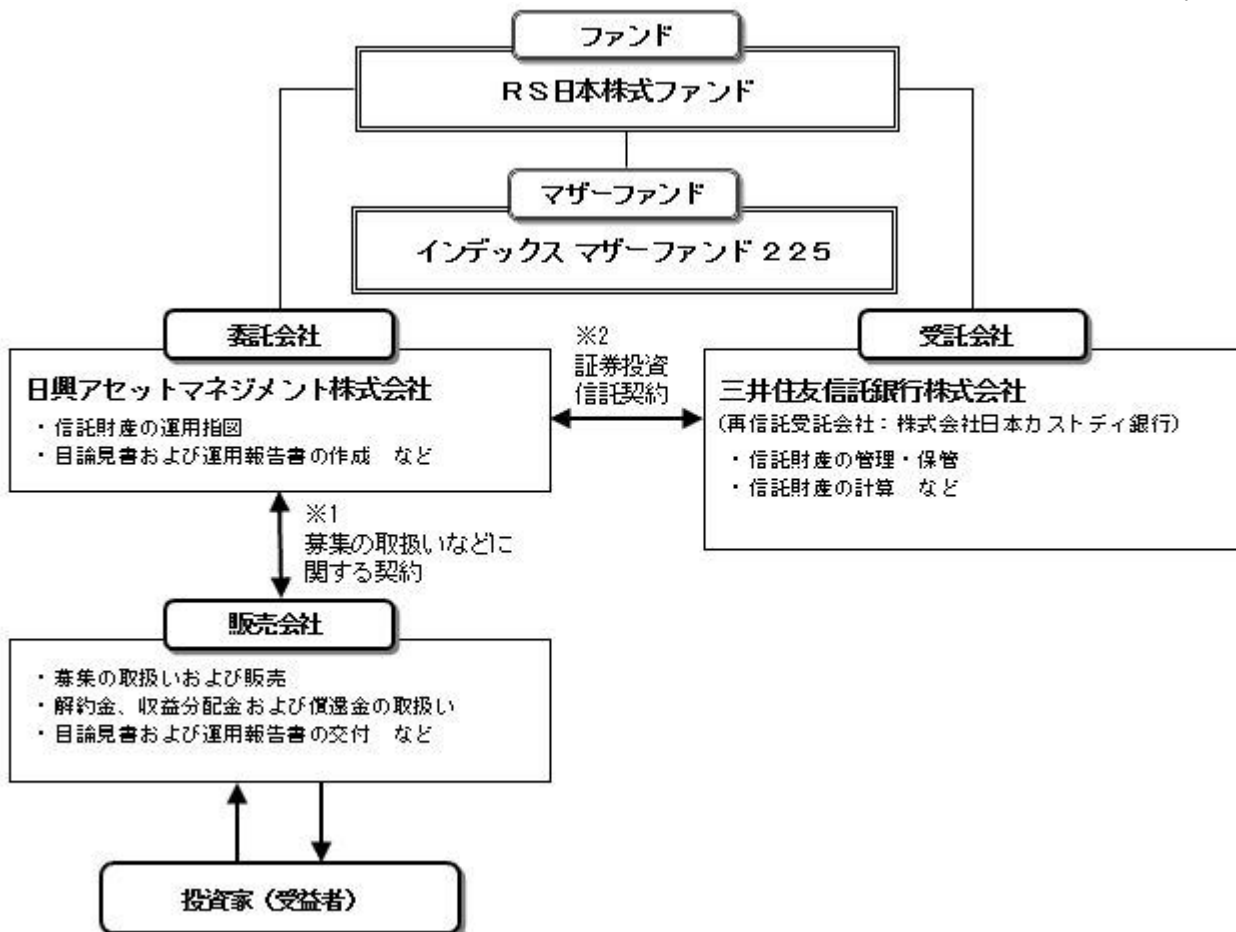 ファンド
RS日本株式ファンド
マザーファンド
インデックス マザーファンド 225
委託会社
日興アセットマネジメント株式会社
・信託財産の運用指図
・目論見書および運用報告書の作成 など
※2
証券投資
信託契約
受託会社
三井住友信託銀行株式会社
(再信託受託会社:株式会社日本カストディ銀行)
・信託財産の管理・保管
・信託財産の計算 など
※1
募集の取扱いなどに
関する契約
販売会社
・募集の取扱いおよび販売
・解約金、収益分配金および償還金の取扱い
・目論見書および運用報告書の交付 など
投資家(受益者)